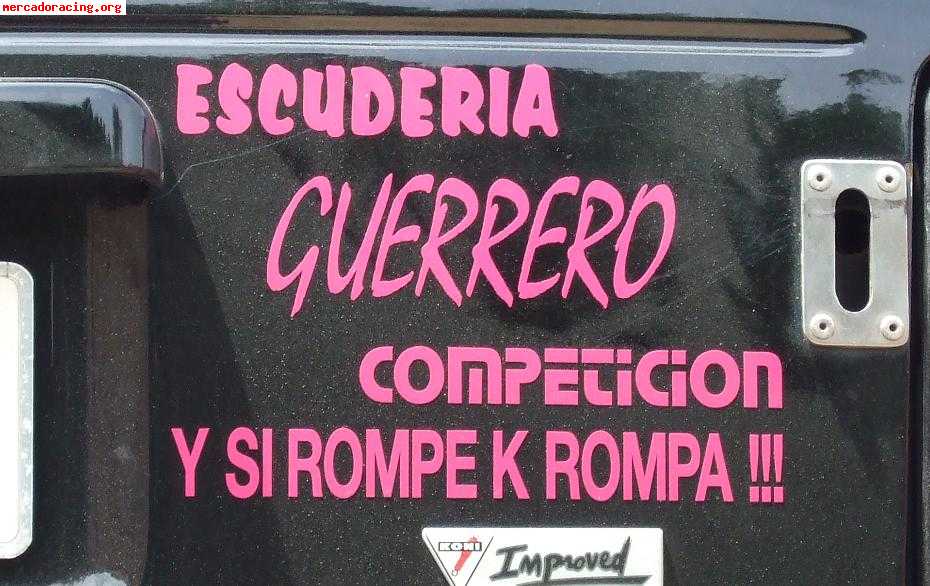 mercadoracing.org
ESCUDERIA
GUERRERO
COMPETICION
Y SI ROMPE K ROMPA !!!
KONI Improved